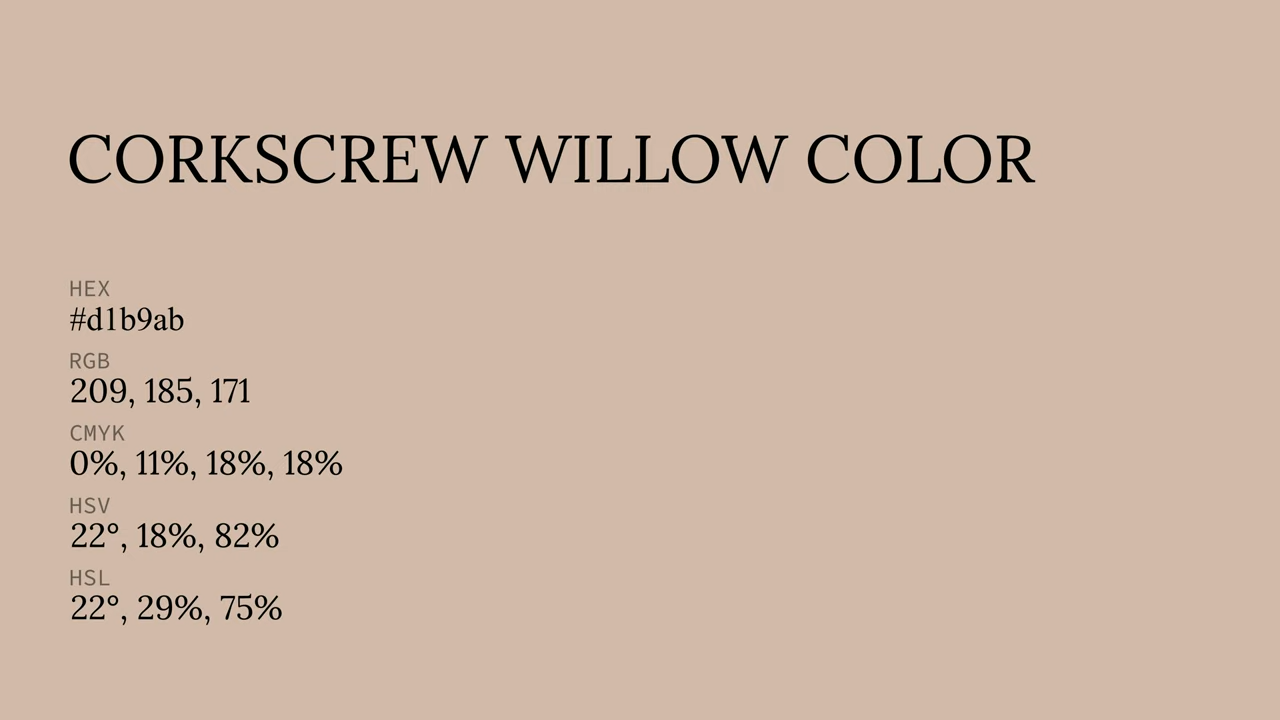 CORKSCREW WILLOW COLOR
HEX
#d1b9ab
RGB
209, 185, 171
CMYK
0%, 11%, 18%, 18%
HSV
22°, 18%, 82%
HSL
22°, 29%, 75%